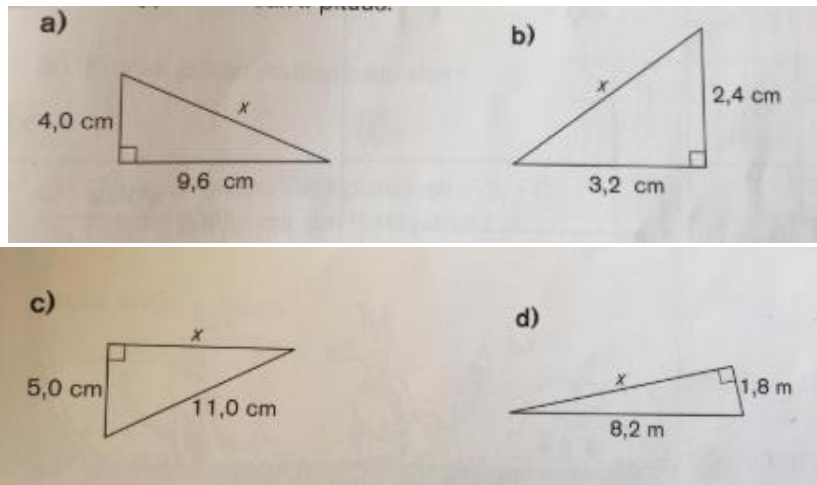 a)
x
4,0 cm
9,6 cm
b)
x
2,4 cm
3,2 cm
c)
x
5,0 cm
11,0 cm
d)
x
1,8 m
8,2 m